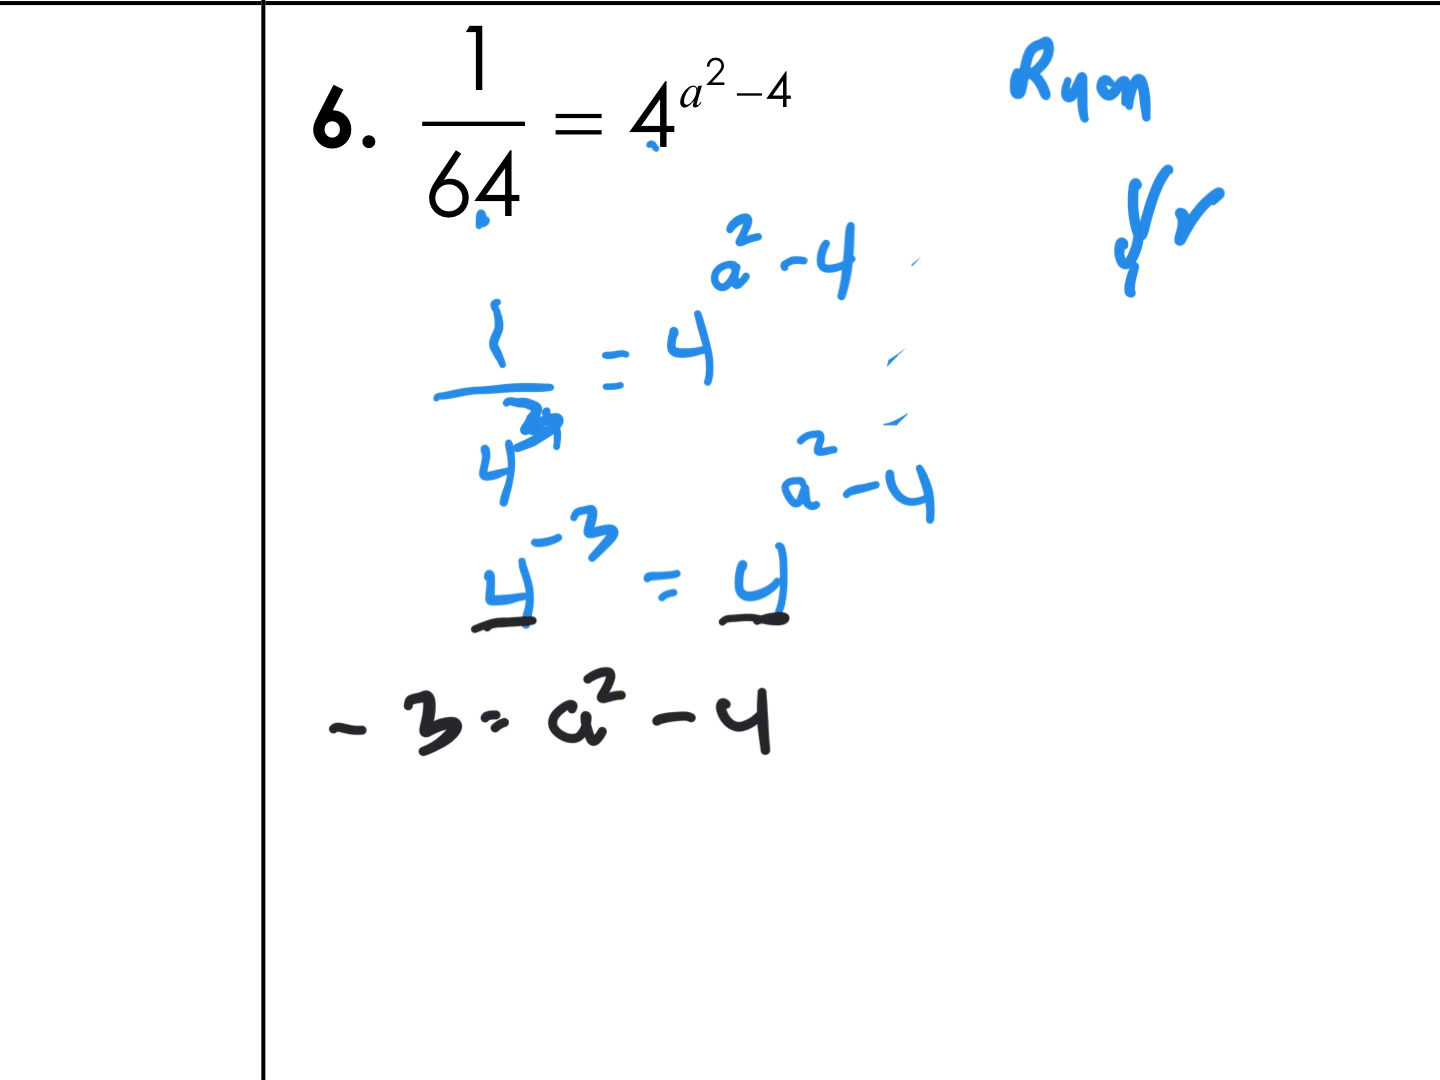 6. 1/64 = 4^(a^2 - 4)
Ryan
1/4^3 = 4^(a^2 - 4)
4^(-3) = 4^(a^2 - 4)
-3 = a^2 - 4